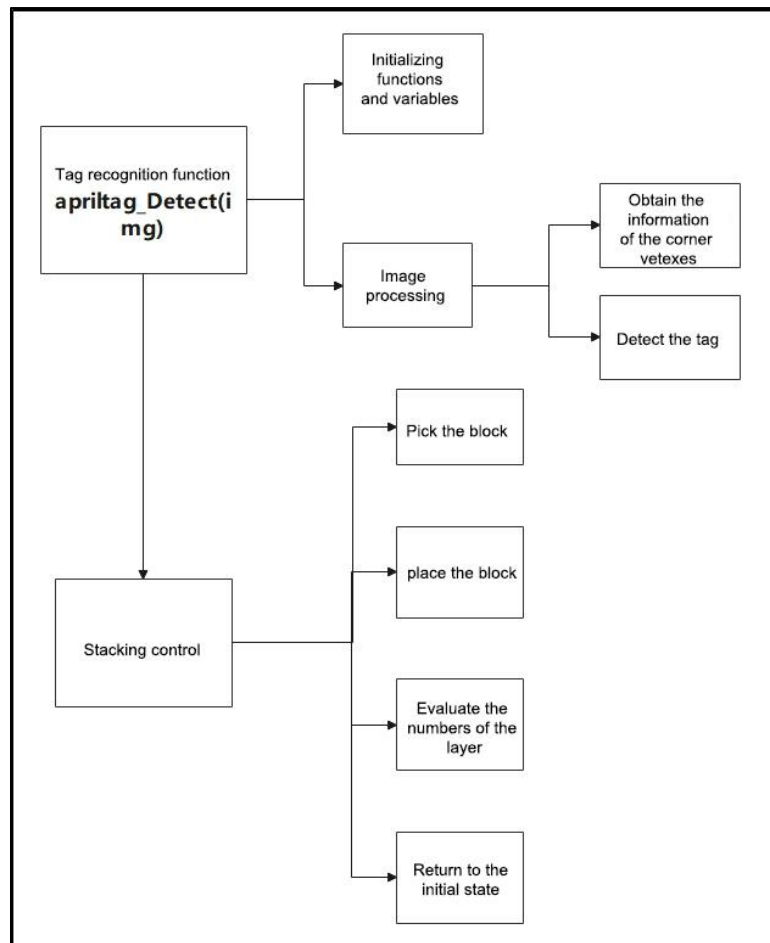 Initializing
functions
and variables
Tag recognition function
apriltag_Detect(i
mg)
Obtain the
information
of the corner
vetexes
Image
processing
Detect the tag
Pick the block
place the block
Stacking control
Evaluate the
numbers of the
layer
Return to the
initial state